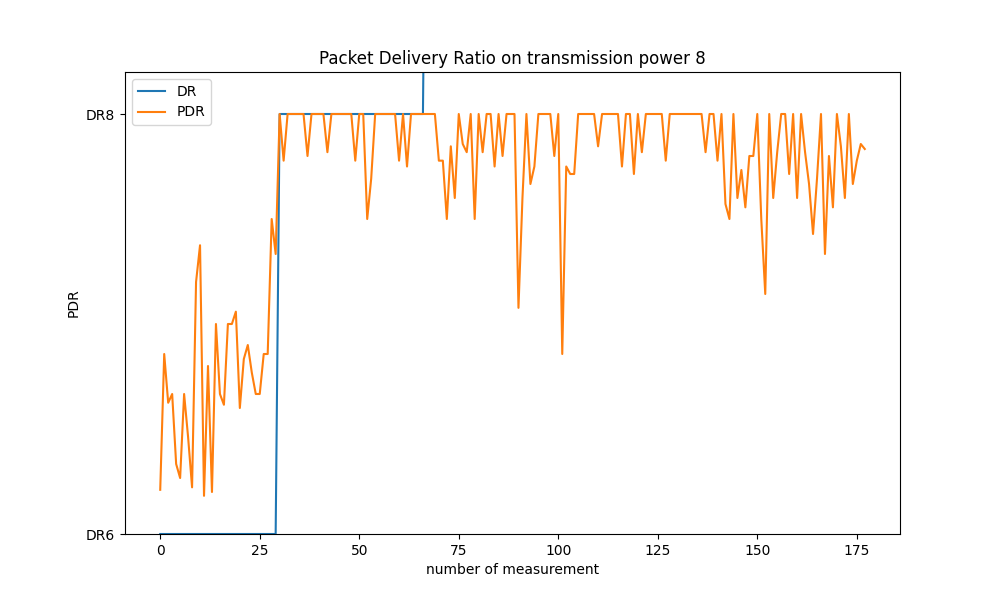 Packet Delivery Ratio on transmission power 8
DR
PDR
DR8
DR6
PDR
0 25 50 75 100 125 150 175
number of measurement